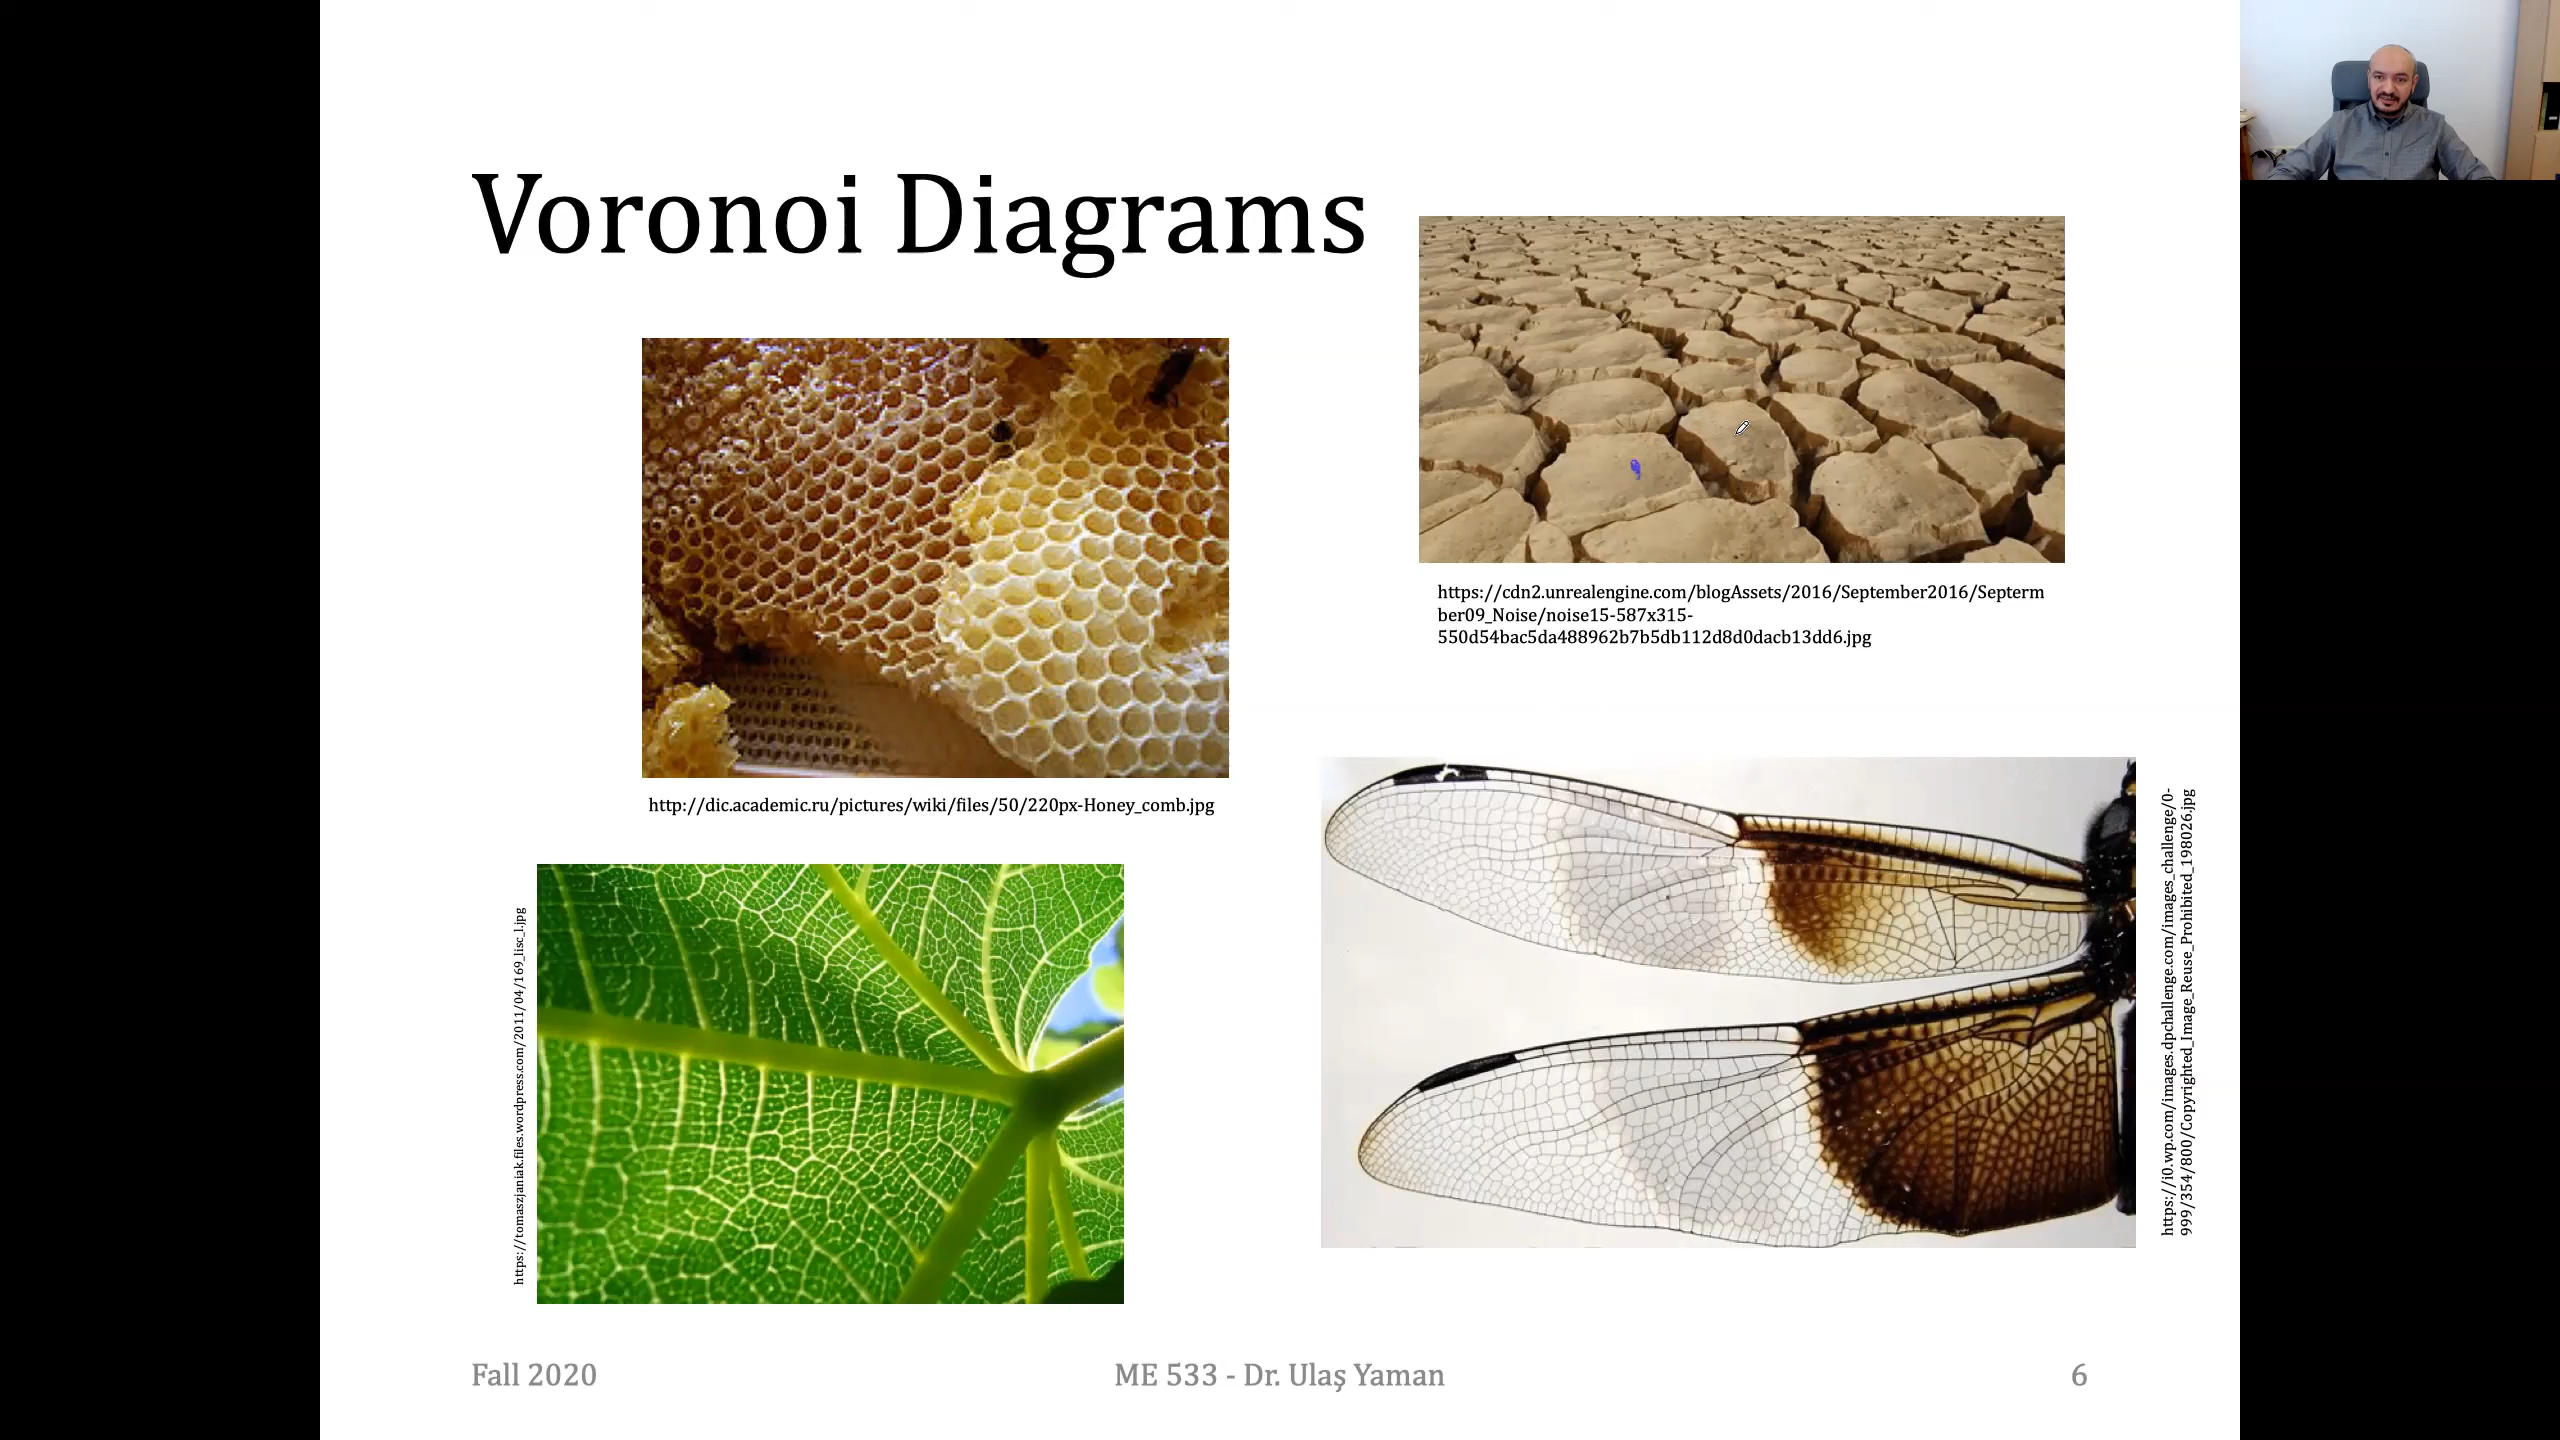 Voronoi Diagrams
https://cdn2.unrealengine.com/blogAssets/2016/September2016/Septerm
ber09_Noise/noise15-587x315-
550d54bac5da488962b7b5db112d8d0dacb13dd6.jpg
http://dic.academic.ru/pictures/wiki/files/50/220px-Honey_comb.jpg
https://tomaszjaniak.files.wordpress.com/2011/04/169_lisc_l.jpg
https://i0.wp.com/images.dpchallenge.com/images_challenge/0-
999/354/800/Copyrighted_Image_Reuse_Prohibited_198026.jpg
Fall 2020
ME 533 - Dr. Ulaş Yaman
6